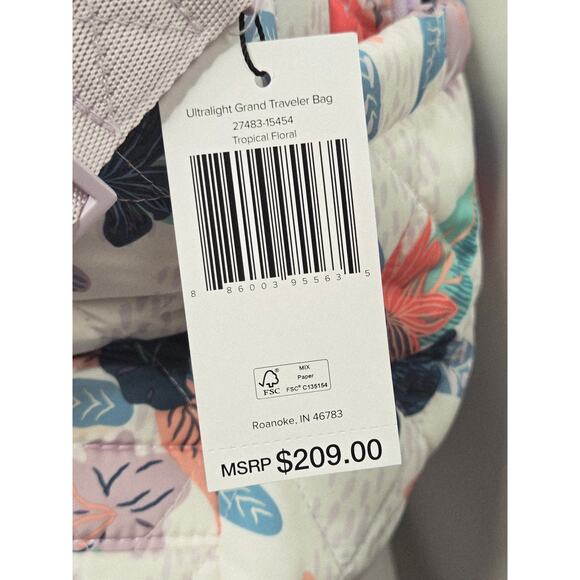 Ultralight Grand Traveler Bag
27483-15454
Tropical Floral
8 86003 95563 5
FSC
MIX
Paper
FSC® C135154
Roanoke, IN 46783
MSRP $209.00